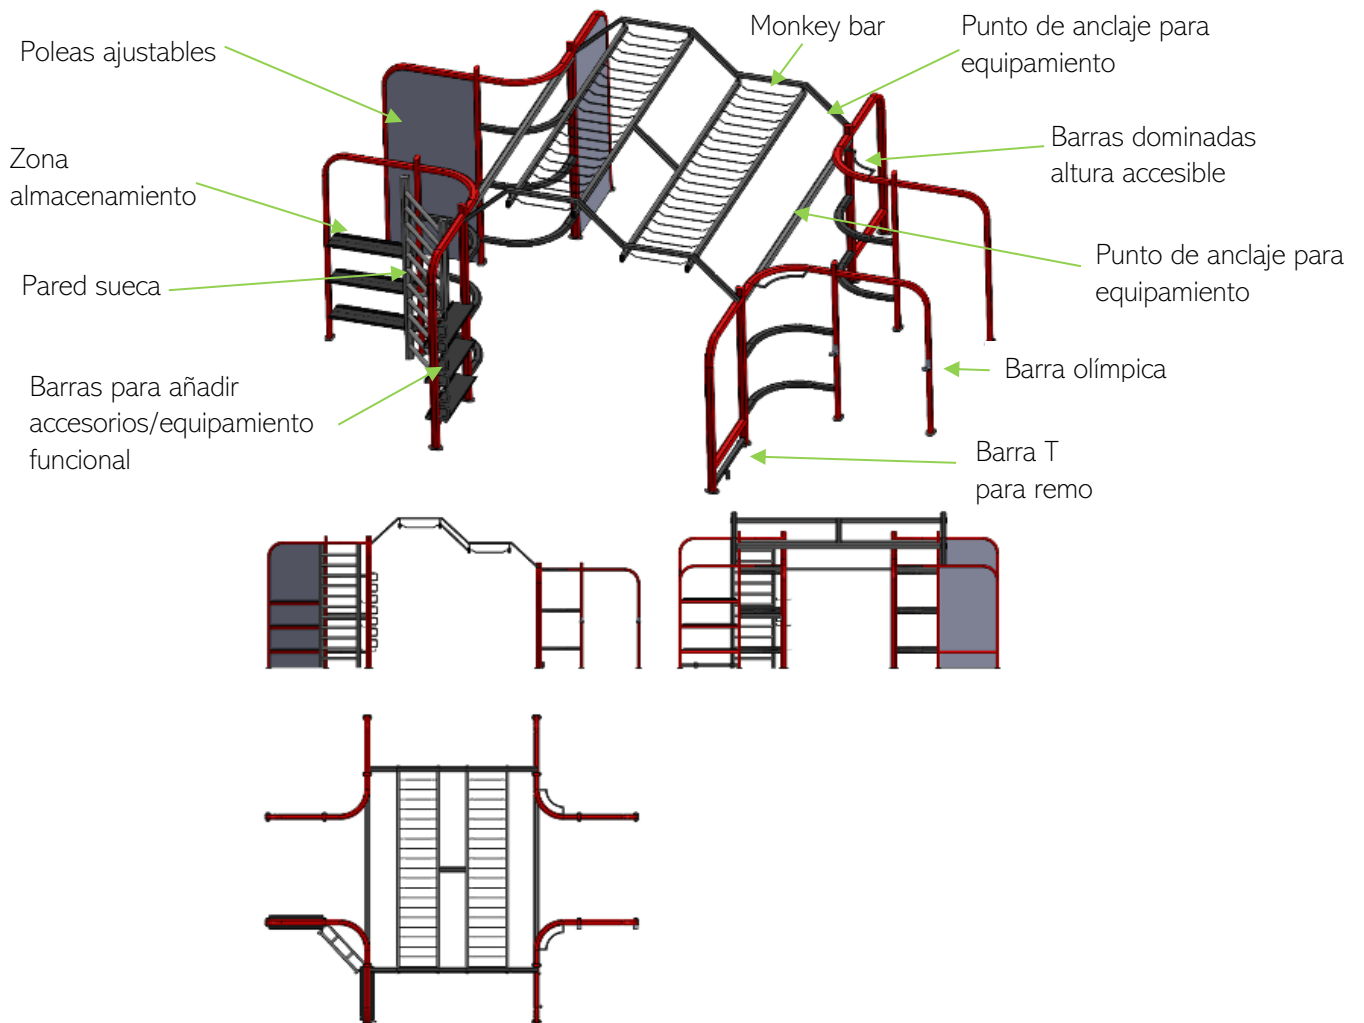 Poleas ajustables
Zona
almacenamiento
Pared sueca
Barras para añadir
accesorios/equipamiento
funcional
Monkey bar
Punto de anclaje para
equipamiento
Barras dominadas
altura accesible
Punto de anclaje para
equipamiento
Barra olímpica
Barra T
para remo